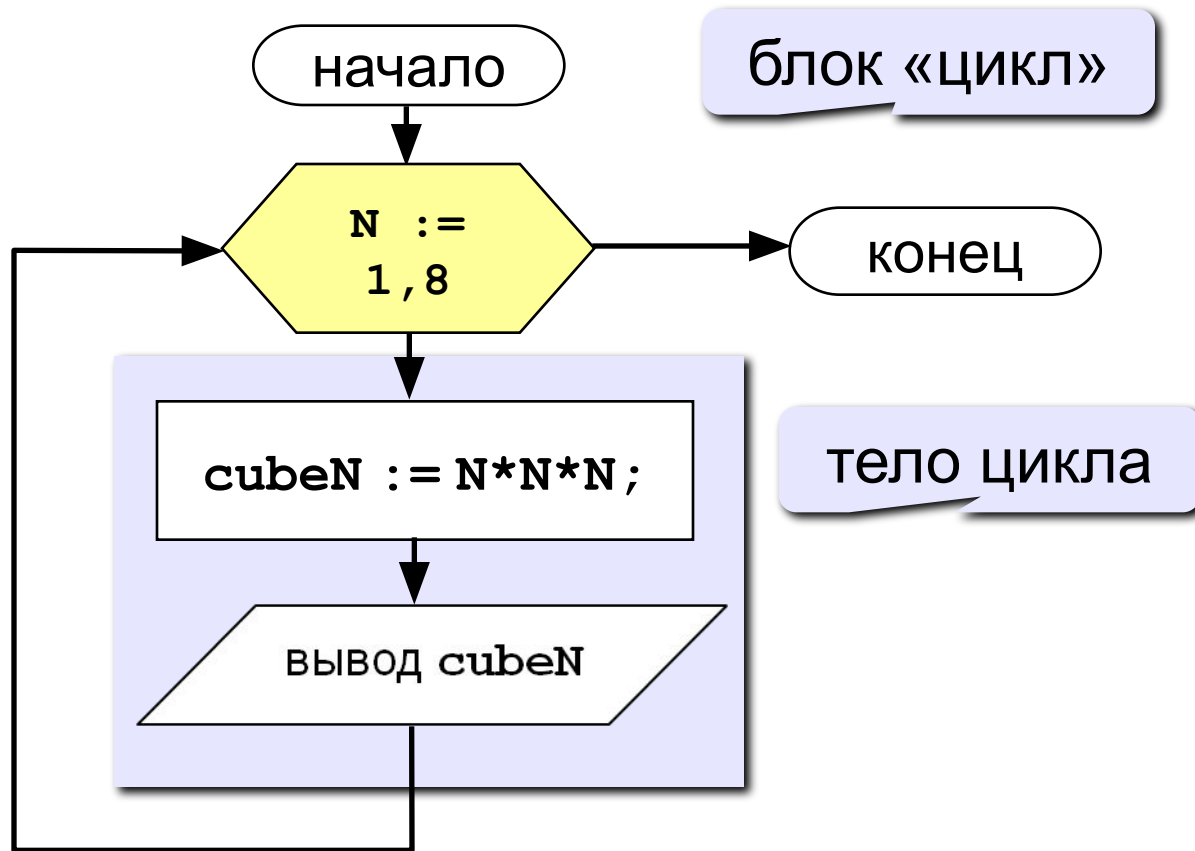 начало
блок «цикл»
N :=
1,8
конец
cubeN := N*N*N;
тело цикла
вывод cubeN